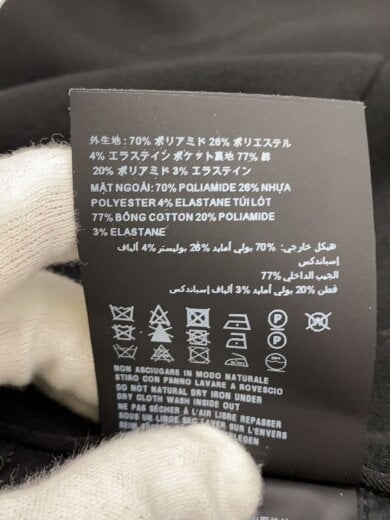 外生地 : 70% ポリアミド 26% ポリエステル
4% エラステイン ポケット裏地 77% 綿
20% ポリアミド 3% エラスティン
MẶT NGOÀI: 70% POLIAMIDE 26% NHỰA
POLYESTER 4% ELASTANE TÚI LÓT
77% BÔNG COTTON 20% POLIAMIDE
3% ELASTANE
هيكل خارجي: 70% بولي أمايد 26% بوليستر 4% ألياف
إسباندكس
الجيب الداخلي 77%
قطن 20% بولي أمايد 3% ألياف إسباندكس
P
P
NON ASCIUGARE IN MODO NATURALE
STIRO CON PANNO LAVARE A ROVESCIO
DO NOT NATURAL DRY IRON UNDER
DRY CLOTH WASH INSIDE OUT
NE PAS SÉCHER À L'AIR LIBRE REPASSER
SOUS UN LINGE SEC LAVER SUR L'ENVERS